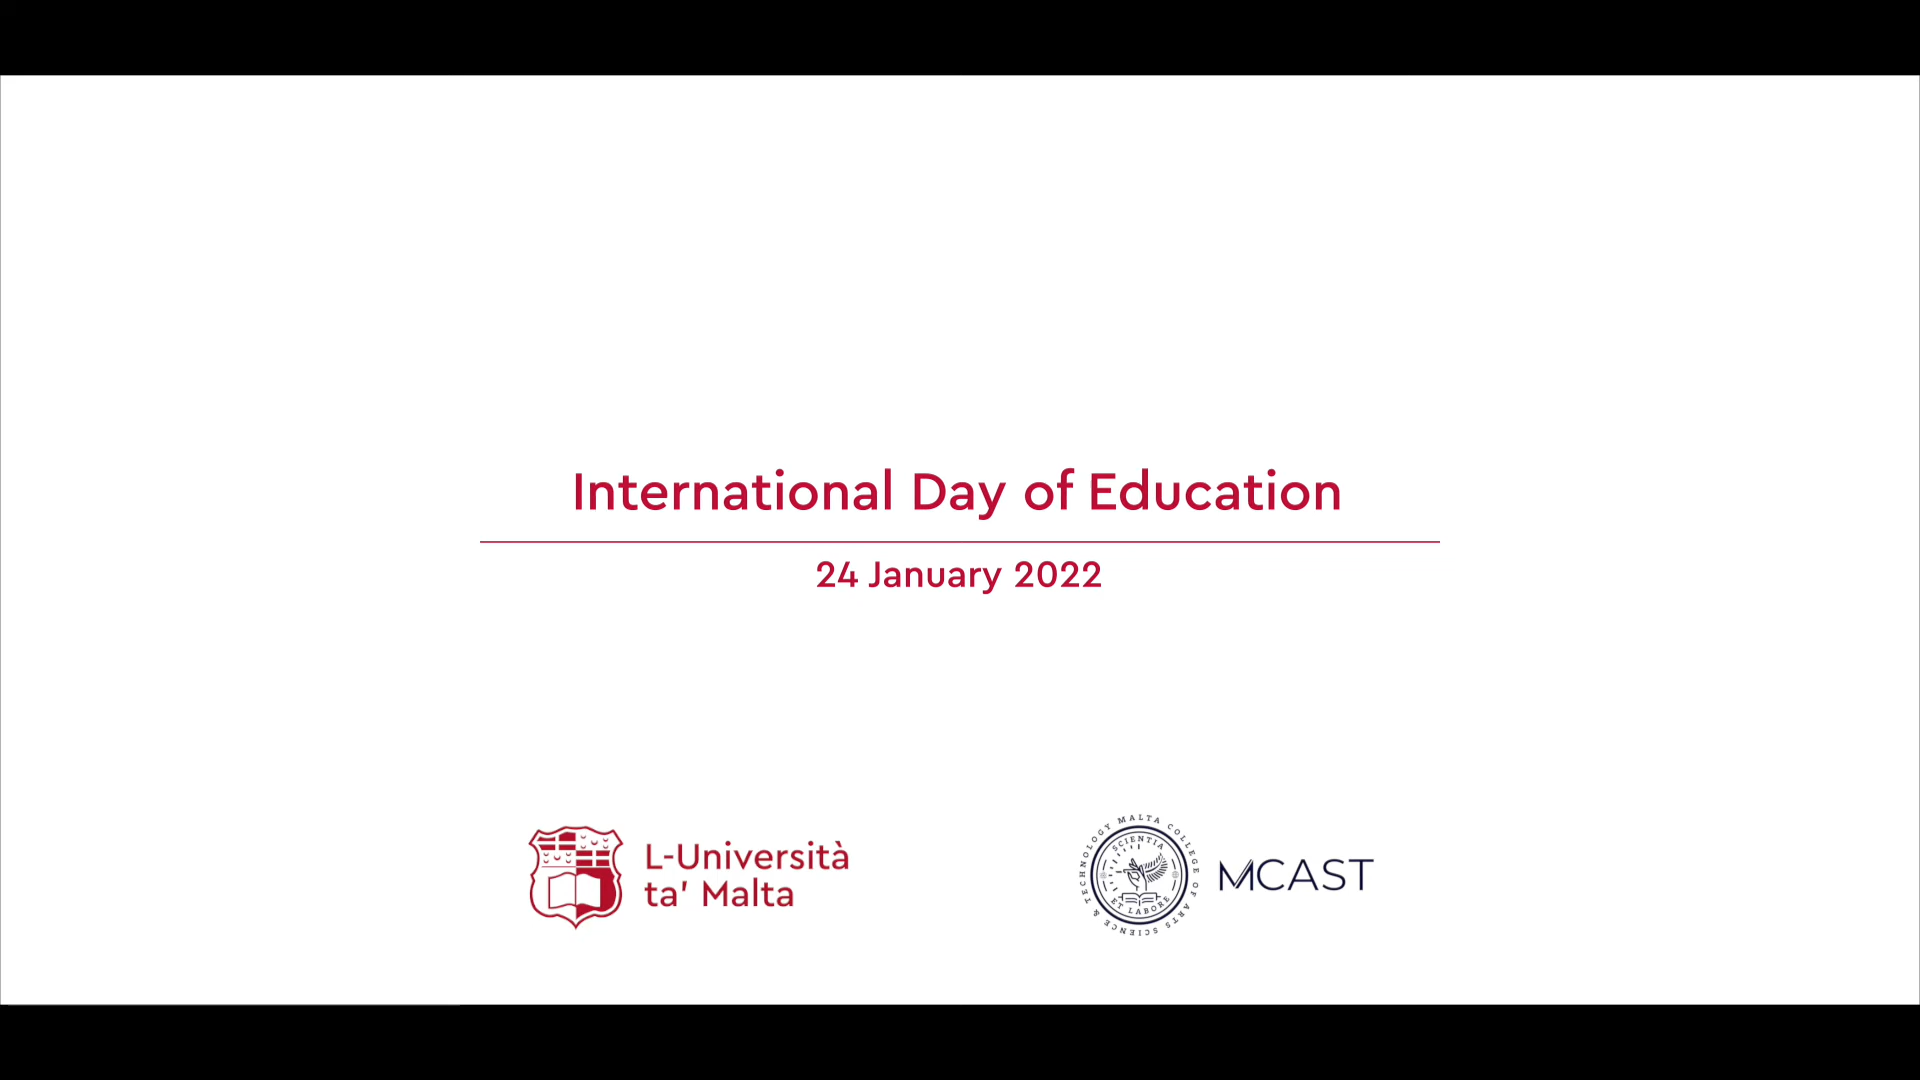 International Day of Education
24 January 2022
L-Università
ta' Malta
MALTA COLLEGE OF ARTS SCIENCE & TECHNOLOGY
SCIENTIA
ET LABORE
MCAST